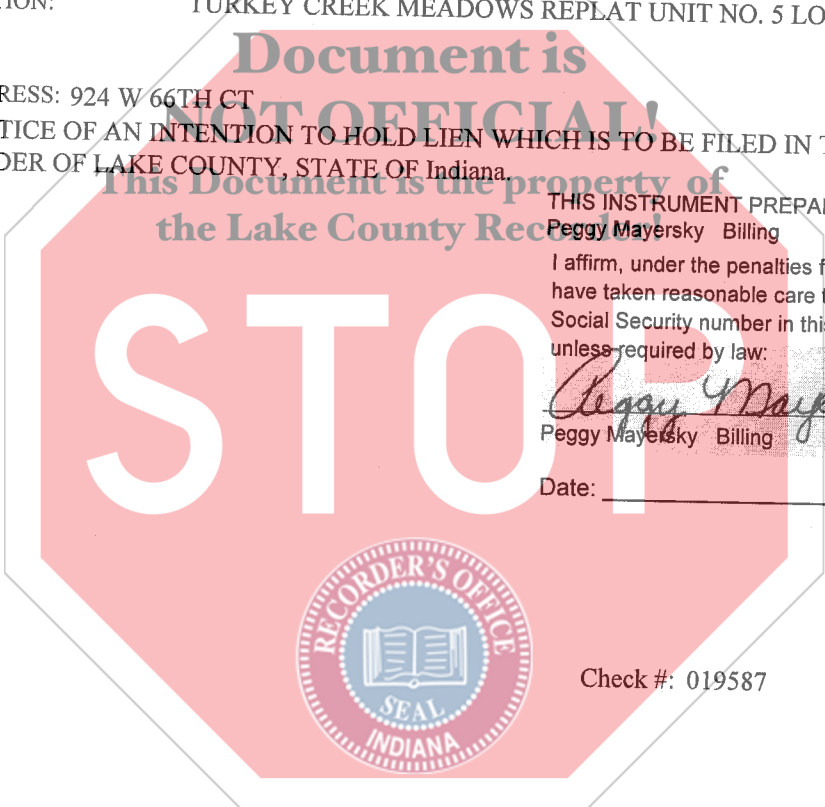 TION: TURKEY CREEK MEADOWS REPLAT UNIT NO. 5 LO
Document is
RESS: 924 W 66TH CT
NOT OFFICIAL!
TICE OF AN INTENTION TO HOLD LIEN WHICH IS TO BE FILED IN T
DER OF LAKE COUNTY, STATE OF Indiana.
This Document is the property of
the Lake County Recorder!
THIS INSTRUMENT PREPA
Peggy Mayersky Billing
I affirm, under the penalties f
have taken reasonable care t
Social Security number in this
unless required by law:
Peggy May
Peggy Mayersky Billing
Date:
STOP
RECORDER'S OFFICE
SEAL
INDIANA
Check #: 019587